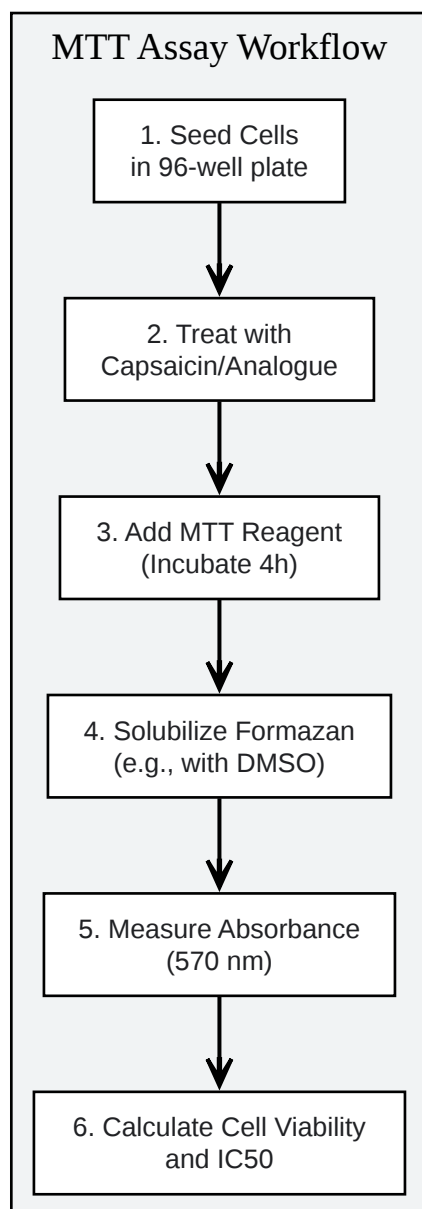 MTT Assay Workflow
1. Seed Cells
in 96-well plate
2. Treat with
Capsaicin/Analogue
3. Add MTT Reagent
(Incubate 4h)
4. Solubilize Formazan
(e.g., with DMSO)
5. Measure Absorbance
(570 nm)
6. Calculate Cell Viability
and IC50